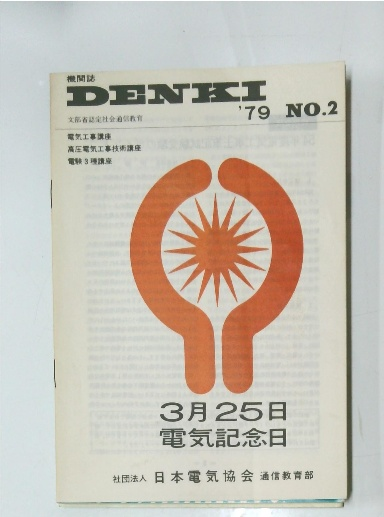 機関誌
DENKI
'79 NO.2
文部省認定社会通信教育
電気工事講座
高圧電気工事技術講座
電験3種講座
3月25日
電気記念日
社団法人 日本電気協会 通信教育部